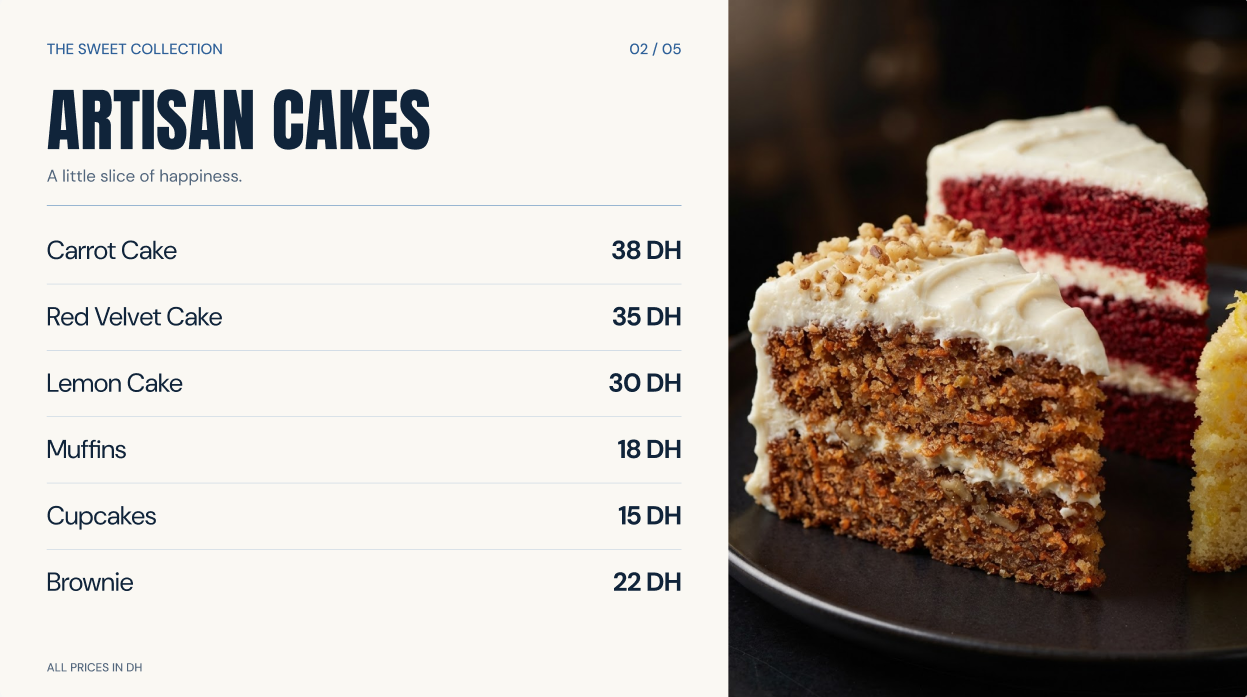 THE SWEET COLLECTION 02 / 05
ARTISAN CAKES
A little slice of happiness.
Carrot Cake 38 DH
Red Velvet Cake 35 DH
Lemon Cake 30 DH
Muffins 18 DH
Cupcakes 15 DH
Brownie 22 DH
ALL PRICES IN DH